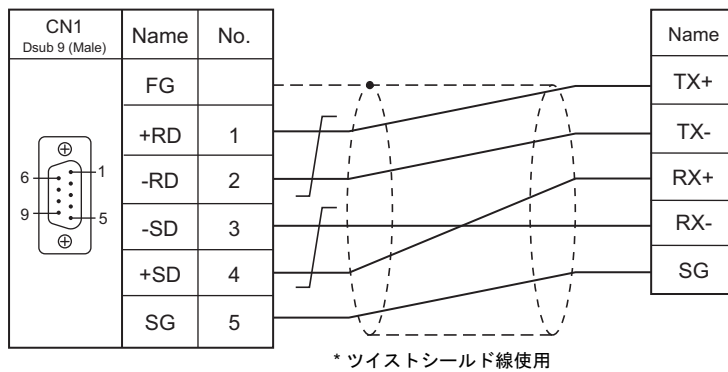 CN1
Dsub 9 (Male)
Name No.
FG
+RD 1
-RD 2
-SD 3
+SD 4
SG 5
6
1
9
5
Name
TX+
TX-
RX+
RX-
SG
* ツイストシールド線使用